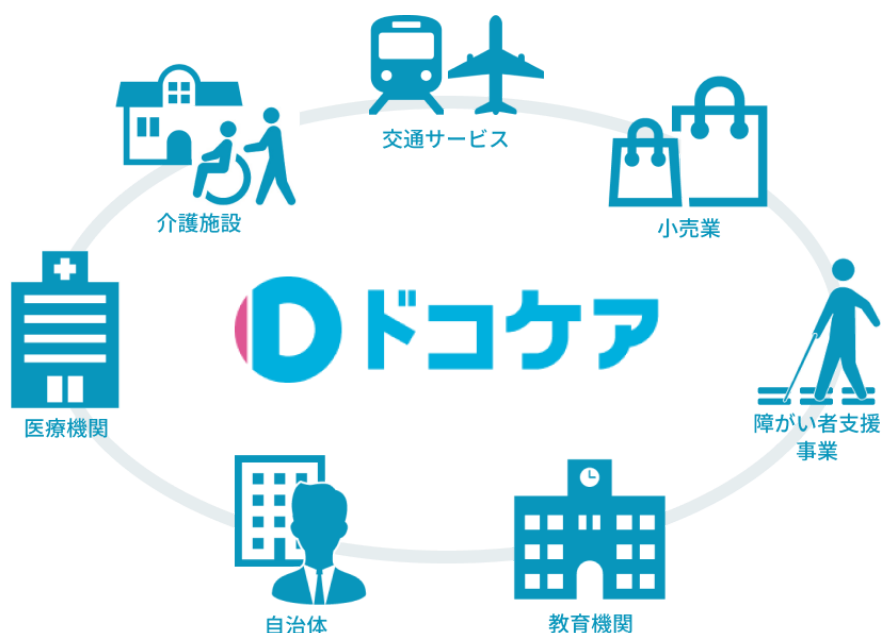 交通サービス
介護施設
小売業
ドコケア
医療機関
障がい者支援
事業
自治体
教育機関